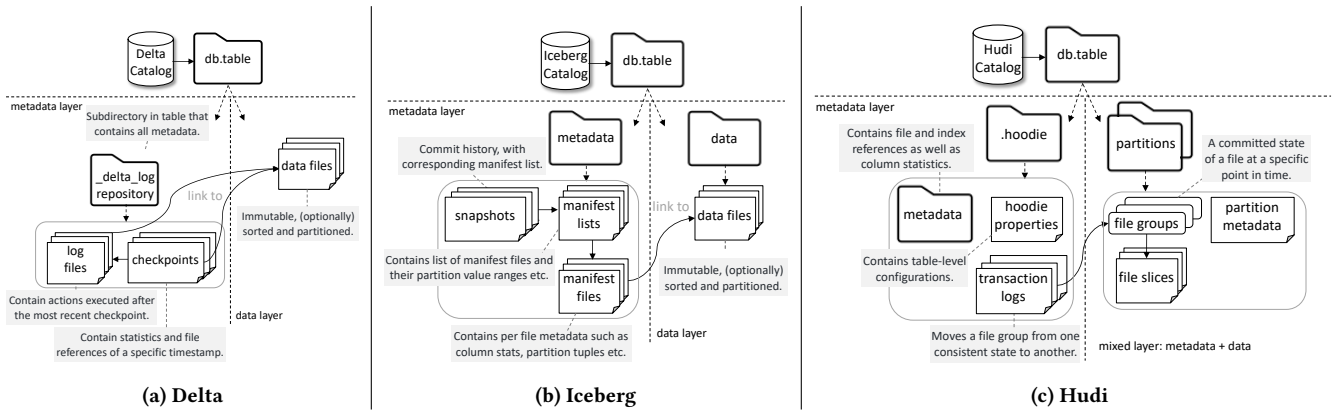 Delta
Catalog
db.table
metadata layer
Subdirectory in table that
contains all metadata.
_delta_log
repository
data files
link to
Immutable, (optionally)
sorted and partitioned.
log
files
checkpoints
Contain actions executed after
the most recent checkpoint.
data layer
Contain statistics and file
references of a specific timestamp.
(a) Delta
Iceberg
Catalog
db.table
metadata layer
metadata
data
Commit history, with
corresponding manifest list.
snapshots
manifest
lists
link to
data files
Contains list of manifest files and
their partition value ranges etc.
manifest
files
Immutable, (optionally)
sorted and partitioned.
Contains per file metadata such as
column stats, partition tuples etc.
data layer
(b) Iceberg
Hudi
Catalog
db.table
metadata layer
Contains file and index
references as well as
column statistics.
.hoodie
partitions
A committed state
of a file at a specific
point in time.
metadata
hoodie
properties
file groups
partition
metadata
Contains table-level
configurations.
transaction
logs
file slices
Moves a file group from one
consistent state to another.
mixed layer: metadata + data
(c) Hudi